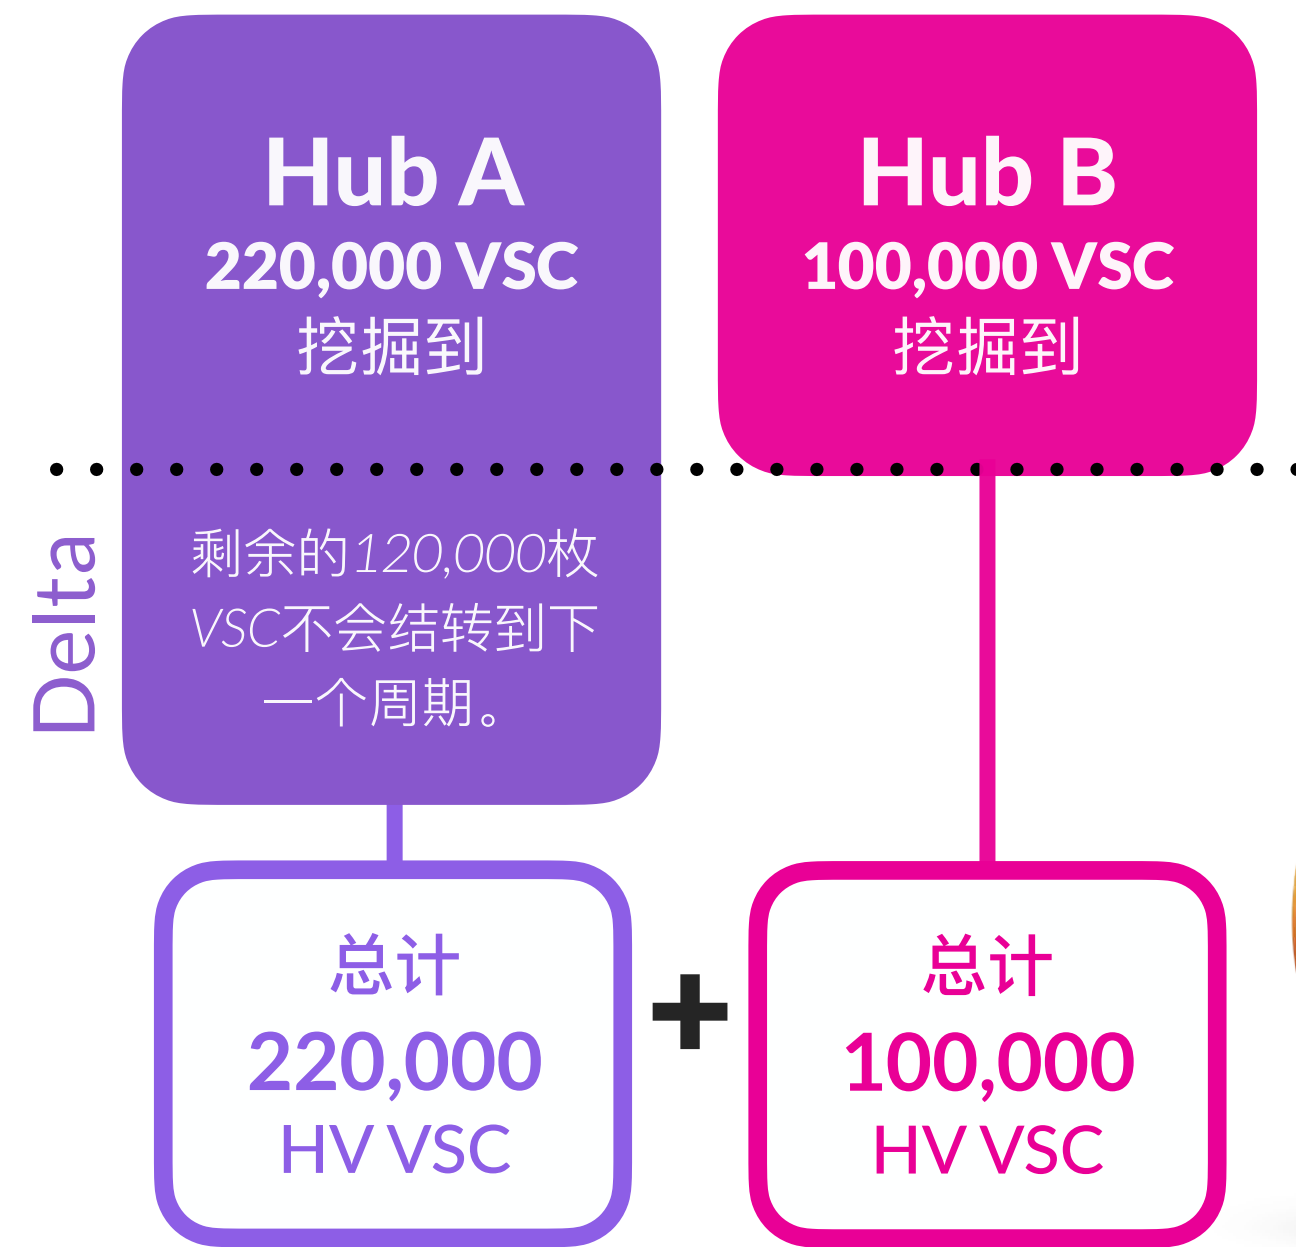 Hub A
220,000 VSC
挖掘到
Hub B
100,000 VSC
挖掘到
Delta
剩余的120,000枚
VSC不会结转到下
一个周期。
总计
220,000
HV VSC
+
总计
100,000
HV VSC